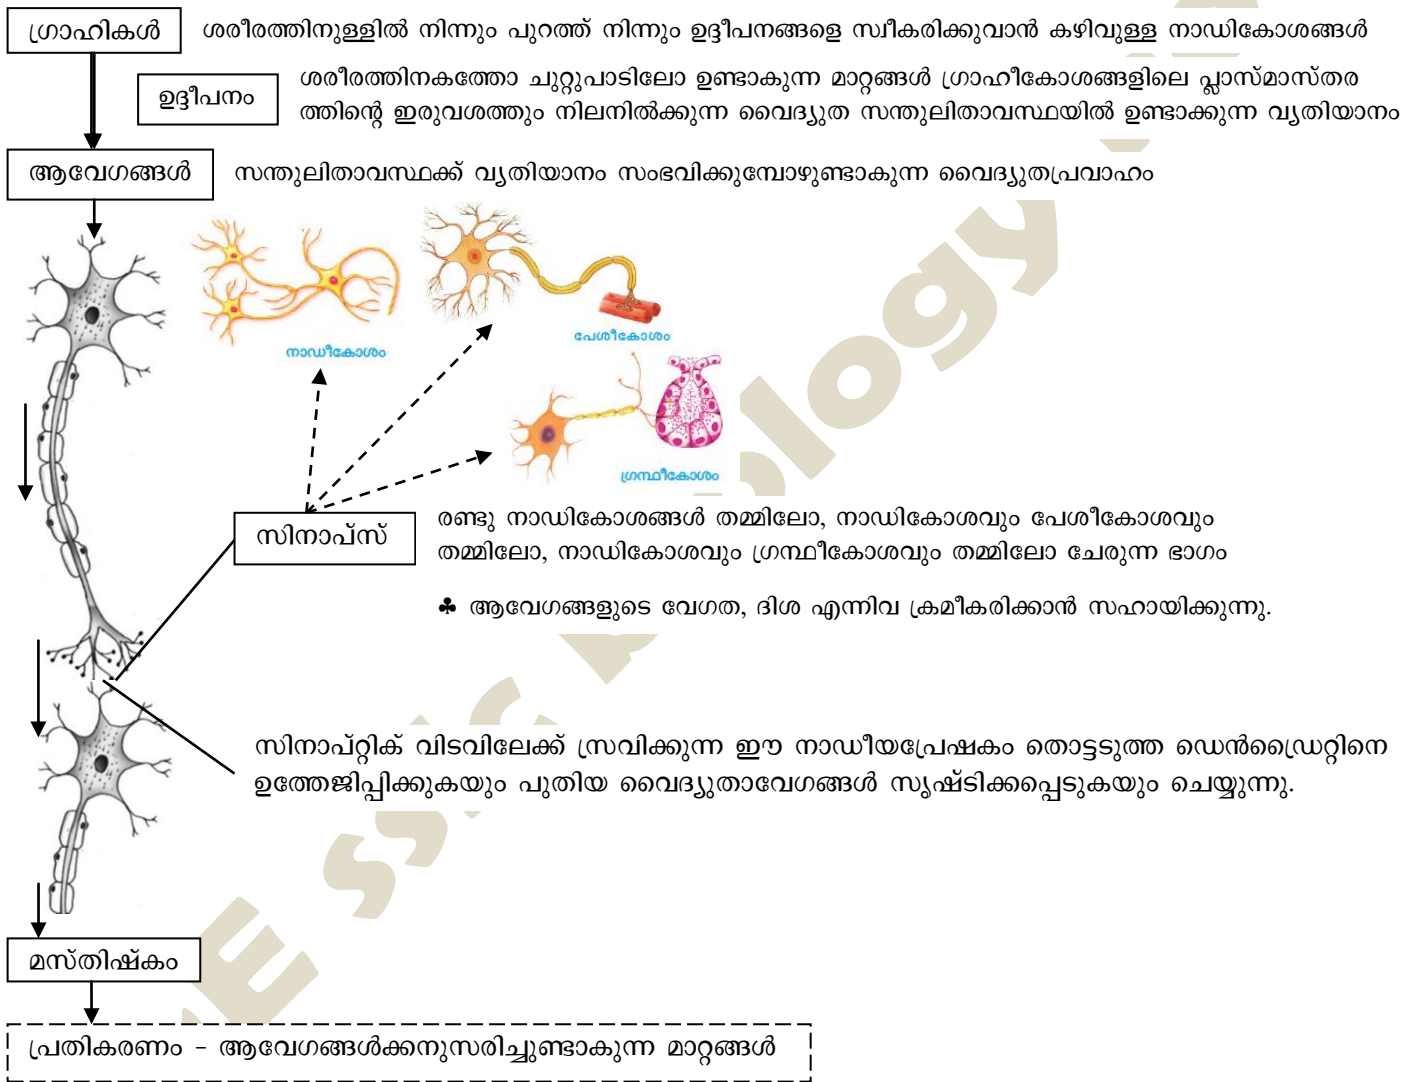 ഗ്രാഹികൾ
ശരീരത്തിനുള്ളിൽ നിന്നും പുറത്ത് നിന്നും ഉദ്ദീപനങ്ങളെ സ്വീകരിക്കുവാൻ കഴിവുള്ള നാഡികോശങ്ങൾ
ഉദ്ദീപനം
ശരീരത്തിനകത്തോ ചുറ്റുപാടിലോ ഉണ്ടാകുന്ന മാറ്റങ്ങൾ ഗ്രാഹീകോശങ്ങളിലെ പ്ലാസ്മാസ്തര
ത്തിന്റെ ഇരുവശത്തും നിലനിൽക്കുന്ന വൈദ്യുത സന്തുലിതാവസ്ഥയിൽ ഉണ്ടാക്കുന്ന വ്യതിയാനം
ആവേഗങ്ങൾ
സന്തുലിതാവസ്ഥക്ക് വ്യതിയാനം സംഭവിക്കുമ്പോഴുണ്ടാകുന്ന വൈദ്യുതപ്രവാഹം
നാഡീകോശം
പേശീകോശം
ഗ്രന്ഥീകോശം
സിനാപ്സ്
രണ്ടു നാഡികോശങ്ങൾ തമ്മിലോ, നാഡികോശവും പേശീകോശവും
തമ്മിലോ, നാഡികോശവും ഗ്രന്ഥീകോശവും തമ്മിലോ ചേരുന്ന ഭാഗം
♣ ആവേഗങ്ങളുടെ വേഗത, ദിശ എന്നിവ ക്രമീകരിക്കാൻ സഹായിക്കുന്നു.
സിനാപ്റ്റിക് വിടവിലേക്ക് സ്രവിക്കുന്ന ഈ നാഡീയപ്രേഷകം തൊട്ടടുത്ത ഡെൻഡ്രൈറ്റിനെ
ഉത്തേജിപ്പിക്കുകയും പുതിയ വൈദ്യുതാവേഗങ്ങൾ സൃഷ്ടിക്കപ്പെടുകയും ചെയ്യുന്നു.
മസ്തിഷ്കം
പ്രതികരണം - ആവേഗങ്ങൾക്കനുസരിച്ചുണ്ടാകുന്ന മാറ്റങ്ങൾ